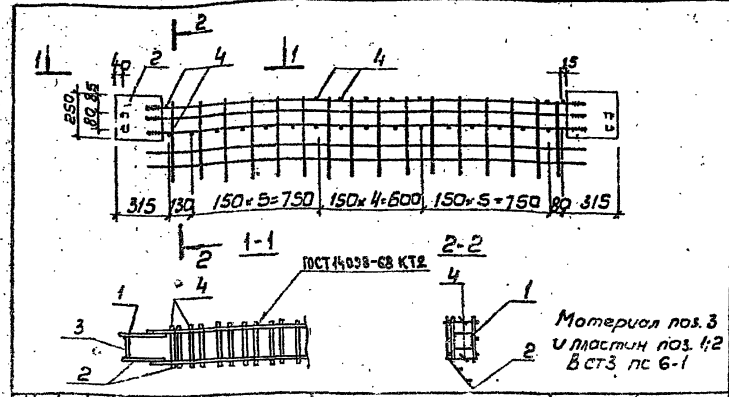 2
1 40 2 4 1 4 15
250 80 85
315 130 150×5=750 150×4=600 150×5=750 80 315
2 1-1 2-2
ГОСТ 14098-68 КТ2
1 4 4 1
3 2 2
Материал поз. 3
и пластин поз. 1,2
В ст3 пс 6-1